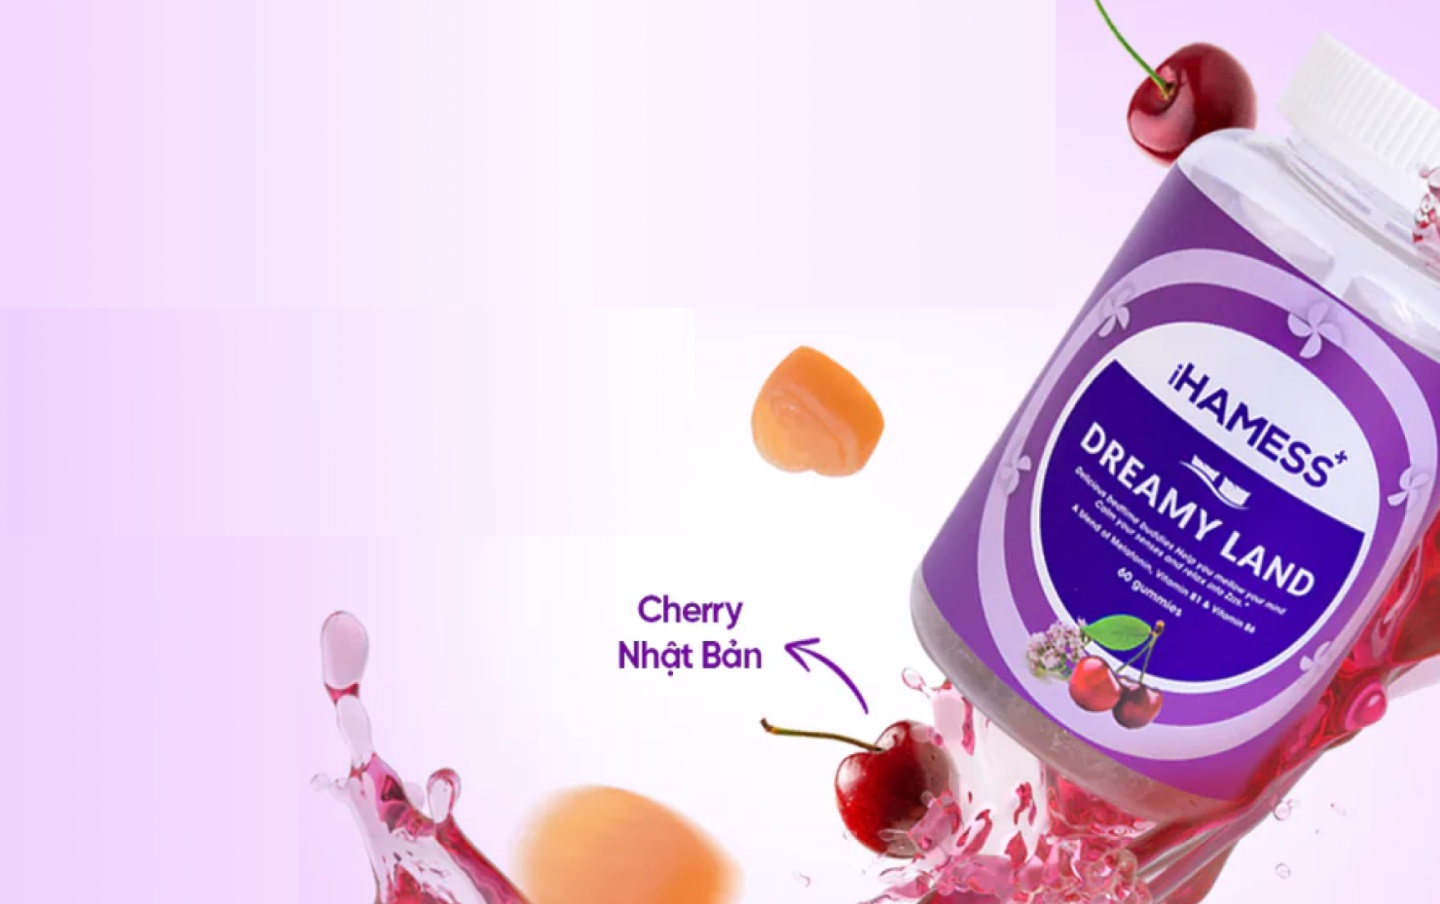 iHAMESS+
DREAMY LAND
Delicious bedtime buddies Help you mellow your mind
Calm your senses and relax into Zzzs.*
A blend of Melatonin, Vitamin B1 & Vitamin B6
60 gummies
Cherry
Nhật Bản